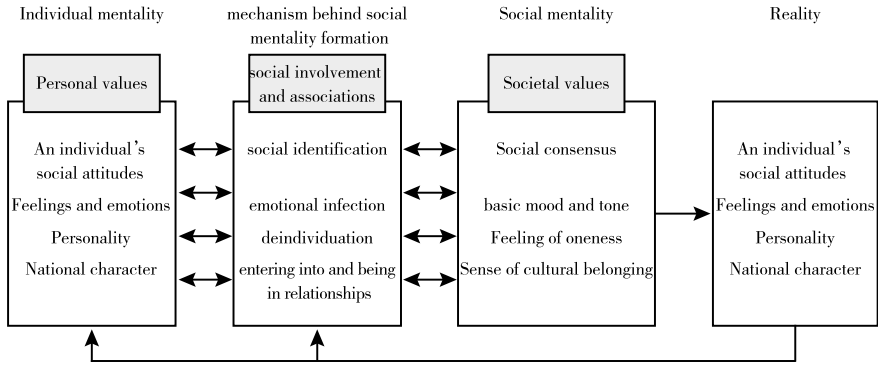 Individual mentality
mechanism behind social
mentality formation
Social mentality
Reality
Personal values
social involvement
and associations
Societal values
An individual's
social attitudes
Feelings and emotions
Personality
National character
social identification
emotional infection
deindividuation
entering into and being
in relationships
Social consensus
basic mood and tone
Feeling of oneness
Sense of cultural belonging
An individual's
social attitudes
Feelings and emotions
Personality
National character